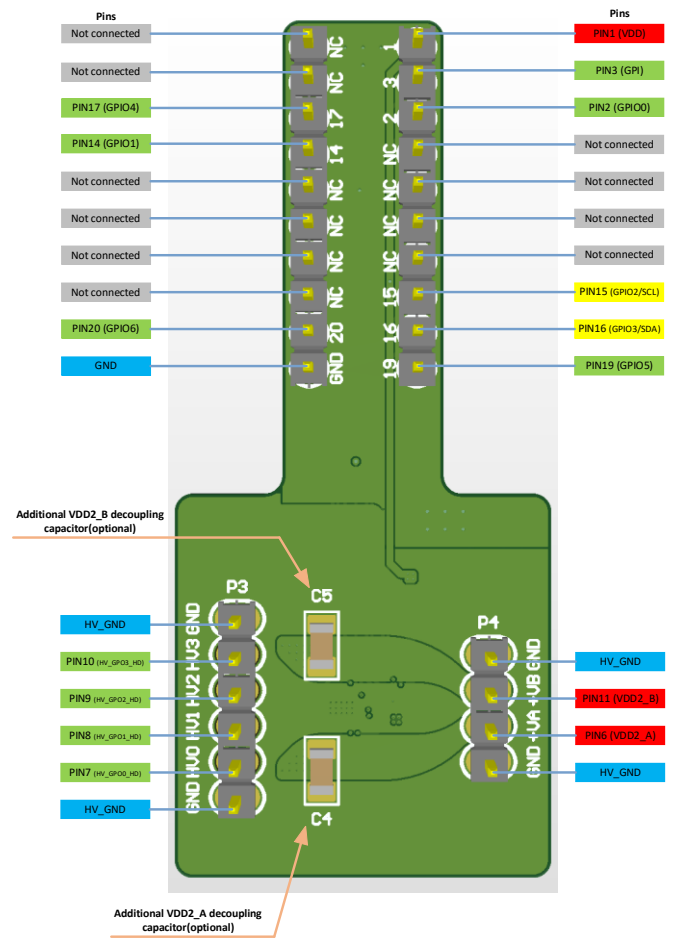 Pins
Pins
Not connected
NC
1
PIN1 (VDD)
Not connected
NC
3
PIN3 (GPI)
PIN17 (GPIO4)
17
2
PIN2 (GPIO0)
PIN14 (GPIO1)
14
NC
Not connected
Not connected
NC
NC
Not connected
Not connected
NC
NC
Not connected
Not connected
NC
NC
Not connected
Not connected
NC
15
PIN15 (GPIO2/SCL)
PIN20 (GPIO6)
20
16
PIN16 (GPIO3/SDA)
GND
GND
19
PIN19 (GPIO5)
Additional VDD2_B decoupling
capacitor(optional)
P3
C5
P4
HV_GND
GND
PIN10 (HV_GPO3_HD)
HV3
GND
HV_GND
PIN9 (HV_GPO2_HD)
HV2
+VB
PIN11 (VDD2_B)
PIN8 (HV_GPO1_HD)
HV1
+VA
PIN6 (VDD2_A)
PIN7 (HV_GPO0_HD)
HV0
GND
HV_GND
HV_GND
GND
C4
Additional VDD2_A decoupling
capacitor(optional)